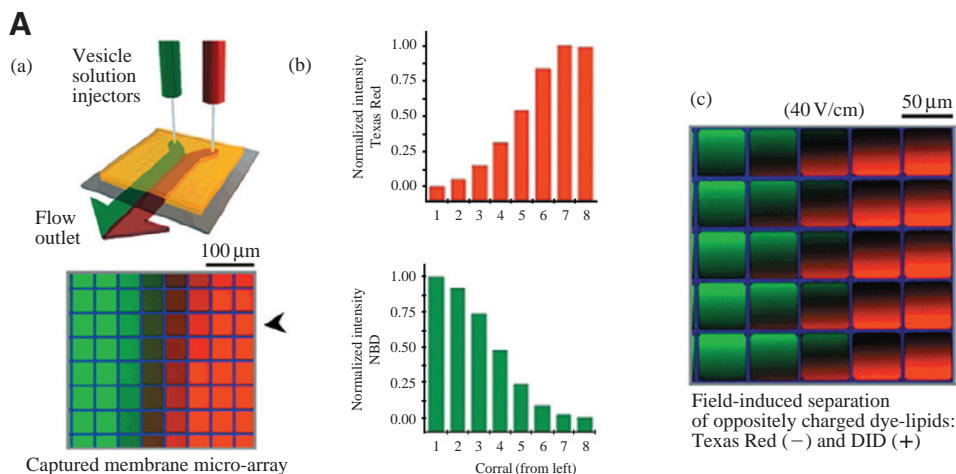 A
(a)
Vesicle
solution
injectors
Flow
outlet
100 μm
Captured membrane micro-array
(b)
Normalized intensity
Texas Red
1.00
0.75
0.50
0.25
0.00
1 2 3 4 5 6 7 8
Normalized intensity
NBD
1.00
0.75
0.50
0.25
0.00
1 2 3 4 5 6 7 8
Corral (from left)
(c)
(40 V/cm)
50 μm
Field-induced separation
of oppositely charged dye-lipids:
Texas Red (−) and DID (+)